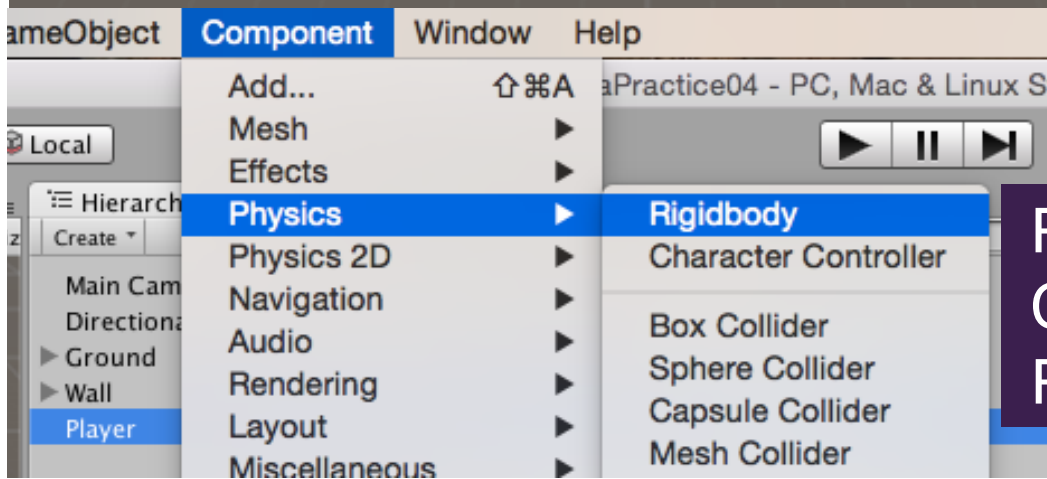 ameObject Component Window Help
Add... ⇧⌘A
aPractice04 - PC, Mac & Linux S
Mesh
Local
Effects
Hierarch
Physics
Rigidbody
Create
Physics 2D
Character Controller
Main Cam
Navigation
Directiona
Box Collider
Ground
Audio
Sphere Collider
Wall
Rendering
Capsule Collider
Player
Layout
Mesh Collider
Miscellaneous